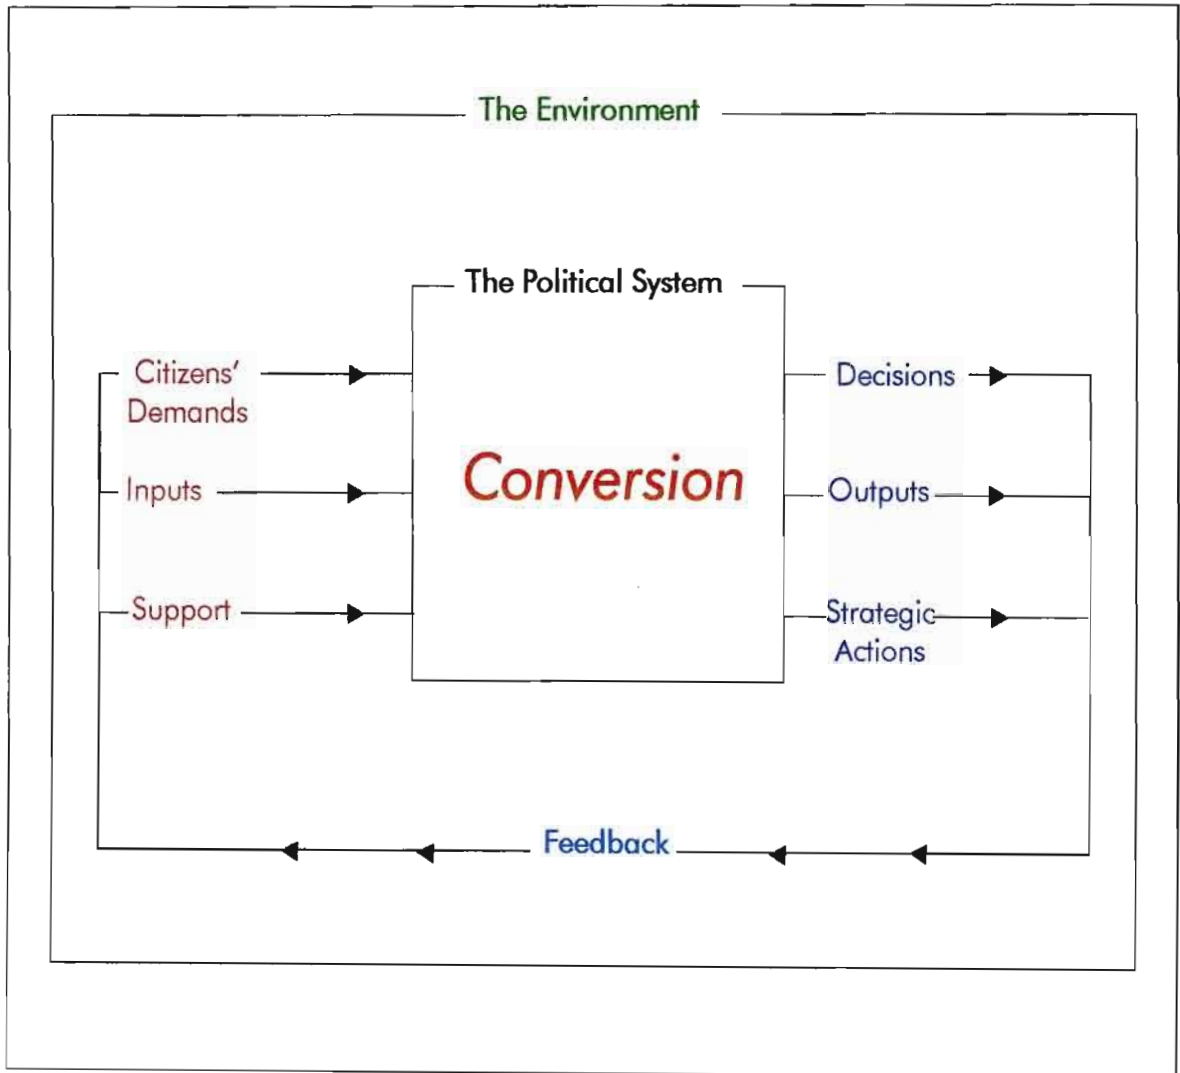 The Environment
The Political System
Citizens'
Demands
Decisions
Inputs
Conversion
Outputs
Support
Strategic
Actions
Feedback